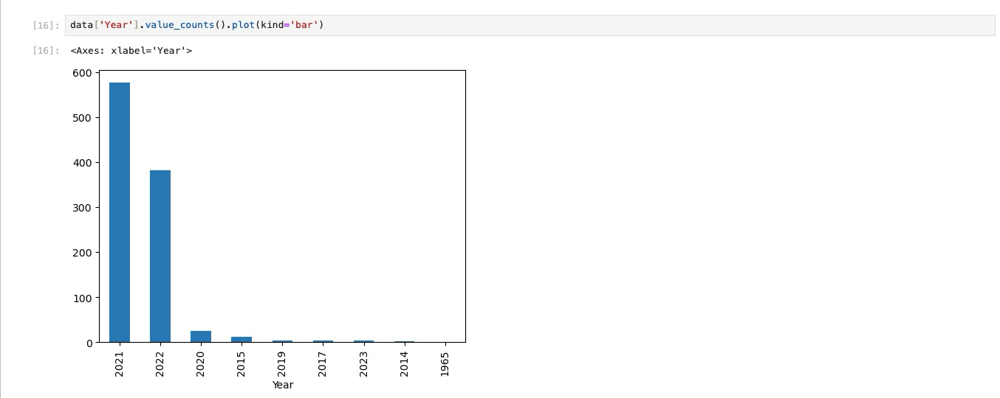 [16]: data['Year'].value_counts().plot(kind='bar')
[16]: <Axes: xlabel='Year'>
600
500
400
300
200
100
0
2021 2022 2020 2015 2019 2017 2023 2014 1965
Year